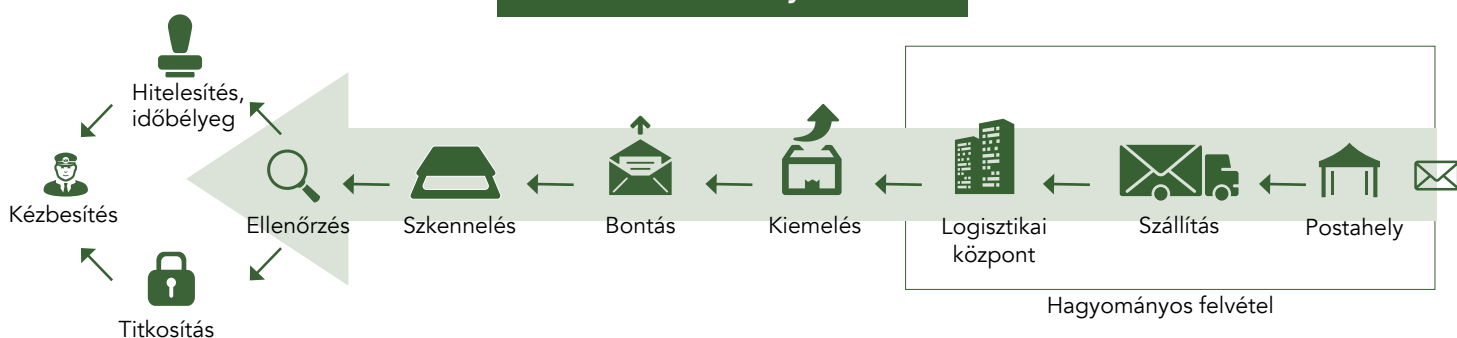 Hitelesítés,
időbélyeg
Kézbesítés
Ellenőrzés
Szkennelés
Bontás
Kiemelés
Logisztikai
központ
Szállítás
Postahely
Hagyományos felvétel
Titkosítás